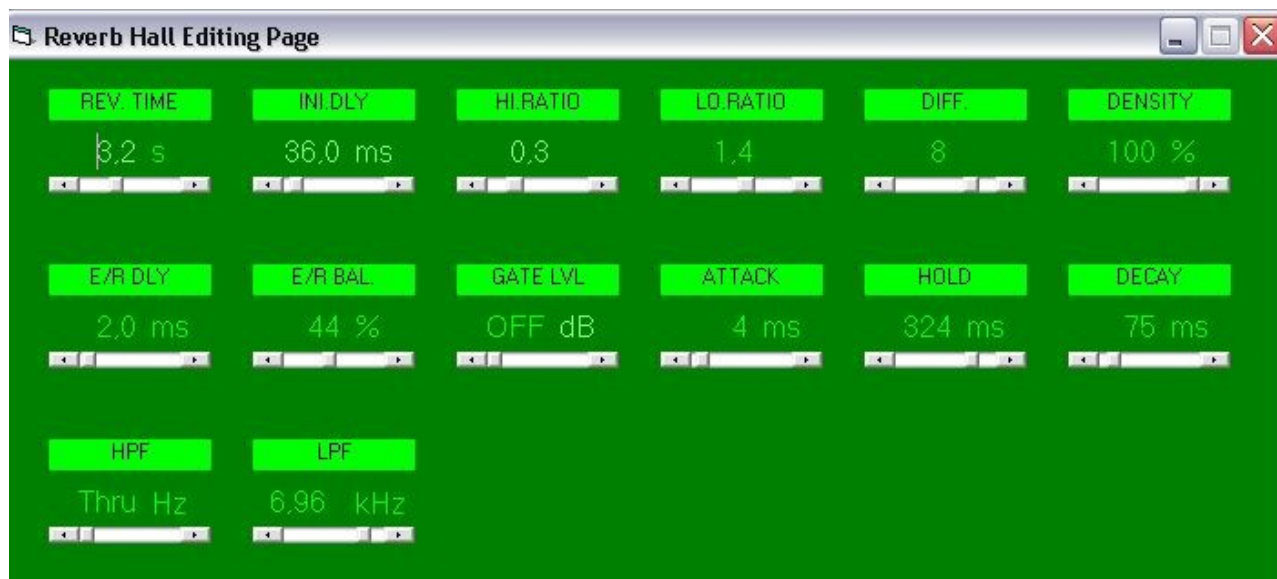 Reverb Hall Editing Page
REV. TIME INI.DLY HI.RATIO LO.RATIO DIFF. DENSITY
3,2 s 36,0 ms 0,3 1,4 8 100 %
E/R DLY E/R BAL. GATE LVL ATTACK HOLD DECAY
2,0 ms 44 % OFF dB 4 ms 324 ms 75 ms
HPF LPF
Thru Hz 6,96 kHz